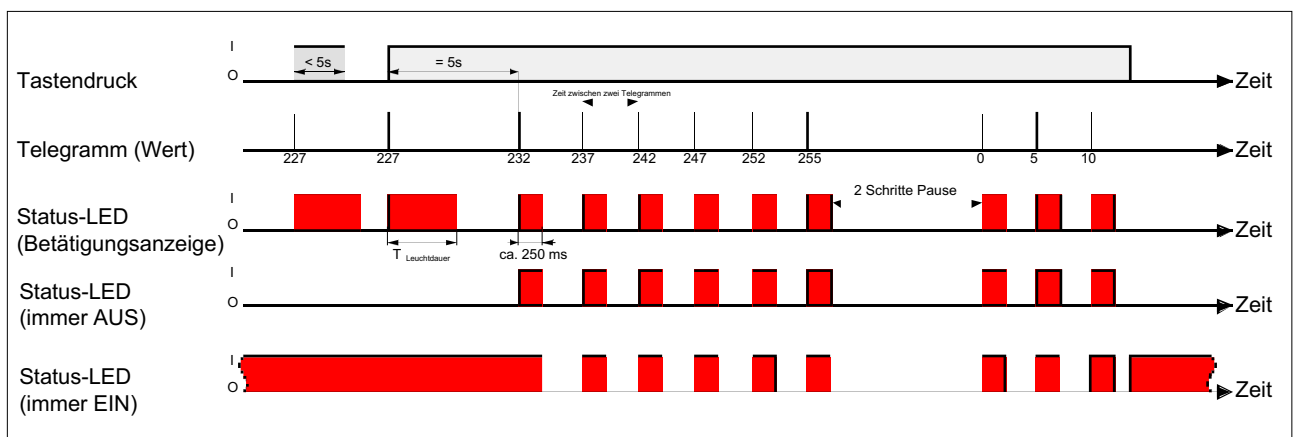 I
O
< 5s
= 5s
Tastendruck
Zeit
Zeit zwischen zwei Telegrammen
Telegramm (Wert)
227 227 232 237 242 247 252 255 0 5 10
Zeit
I
O
2 Schritte Pause
Status-LED
(Betätigungsanzeige)
Zeit
T Leuchtdauer
ca. 250 ms
I
O
Status-LED
(immer AUS)
Zeit
I
O
Status-LED
(immer EIN)
Zeit